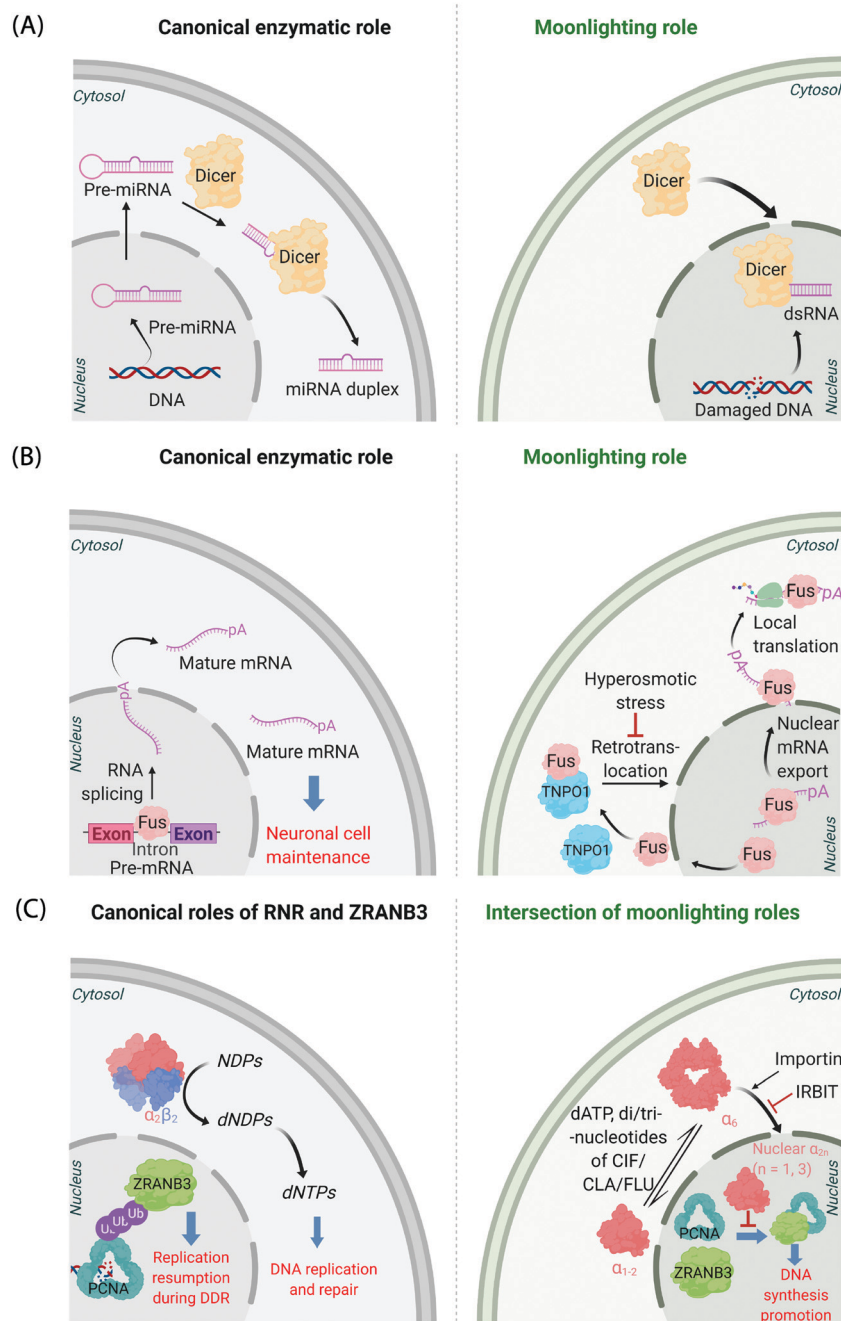 (A)
Canonical enzymatic role
Moonlighting role
Cytosol
Pre-miRNA
Dicer
Dicer
Pre-miRNA
DNA
miRNA duplex
Nucleus
Cytosol
Dicer
Dicer
dsRNA
Damaged DNA
Nucleus
(B)
Canonical enzymatic role
Moonlighting role
Cytosol
pA
Mature mRNA
pA
pA
Mature mRNA
Nucleus
RNA
splicing
Fus
Exon
Exon
Intron
Pre-mRNA
Neuronal cell
maintenance
Cytosol
Fus
pA
Local
translation
pA
Fus
Hyperosmotic
stress
Retrotrans-
location
Fus
TNPO1
Nuclear
mRNA
export
pA
Fus
TNPO1
Fus
Fus
Nucleus
(C)
Canonical roles of RNR and ZRANB3
Intersection of moonlighting roles
Cytosol
NDPs
α2β2
dNDPs
Nucleus
ZRANB3
dNTPs
Ub
Ub
Ub
PCNA
Replication
resumption
during DDR
DNA replication
and repair
Cytosol
Importin
IRBIT
α6
dATP, di/tri-
-nucleotides
of CIF/
CLA/FLU
Nuclear α2n
(n = 1, 3)
PCNA
α1-2
ZRANB3
DNA
synthesis
promotion
Nucleus